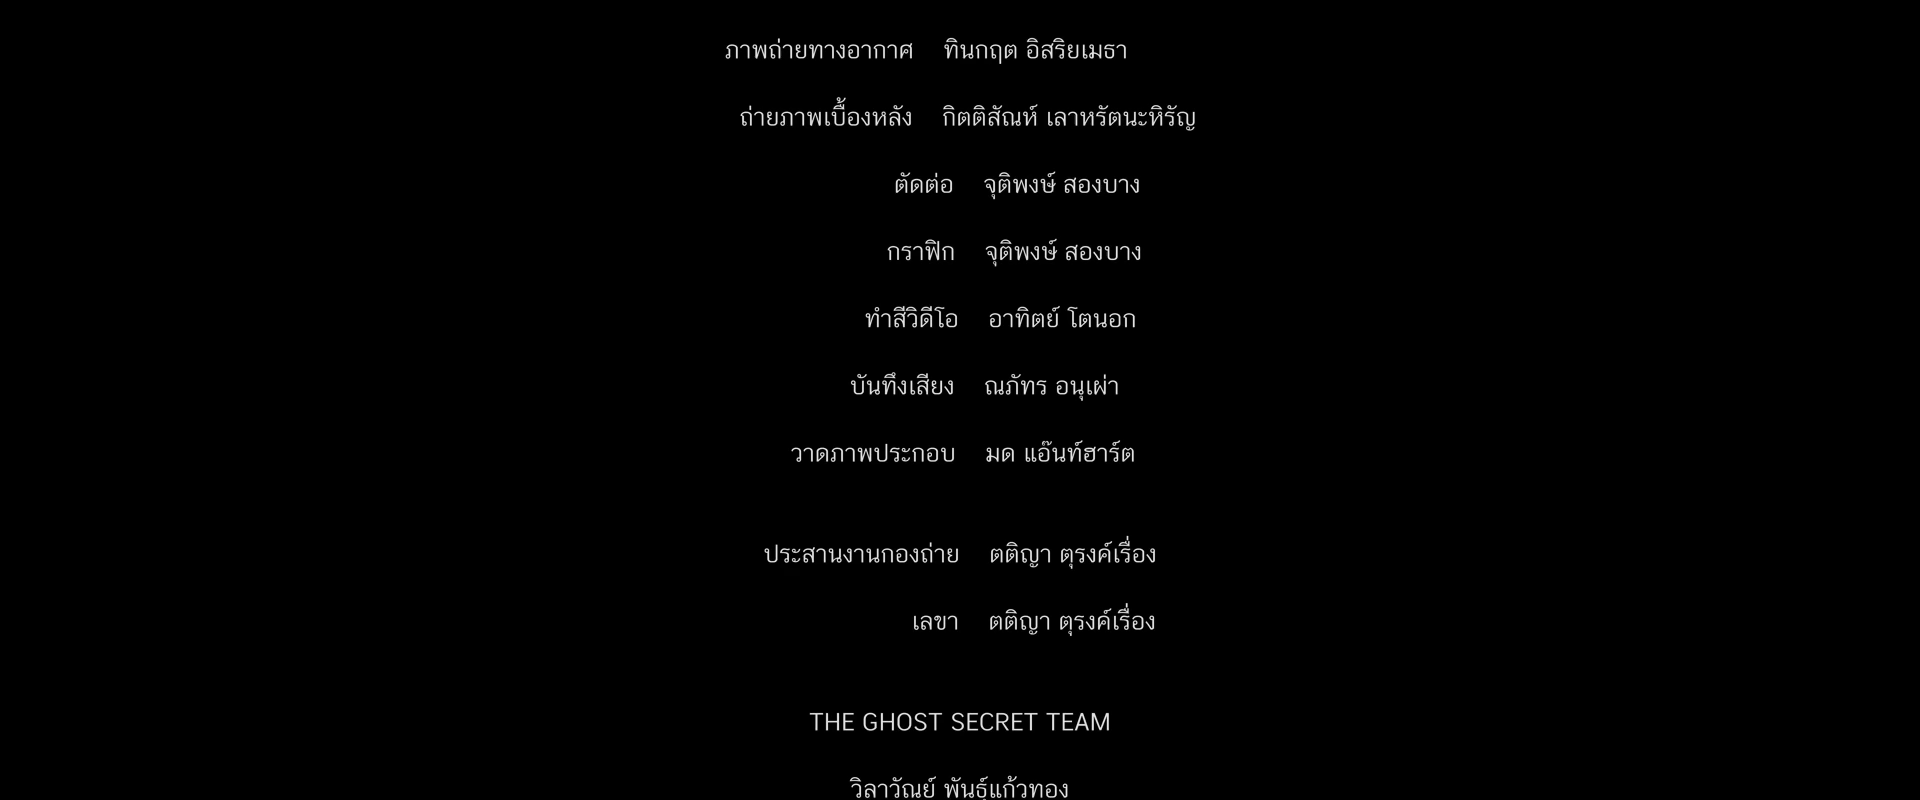 ภาพถ่ายทางอากาศ ทินกฤต อิสริยเมธา
ถ่ายภาพเบื้องหลัง กิตติสัณห์ เลาหรัตนะหิรัญ
ตัดต่อ จุติพงษ์ สองบาง
กราฟิก จุติพงษ์ สองบาง
ทำสีวิดีโอ อาทิตย์ โตนอก
บันทึงเสียง ณภัทร อนุเผ่า
วาดภาพประกอบ มด แอ๊นท์ฮาร์ต
ประสานงานกองถ่าย ตติญา ตุรงค์เรื่อง
เลขา ตติญา ตุรงค์เรื่อง
THE GHOST SECRET TEAM
วิลาวัณย์ พันธุ์แก้วทอง